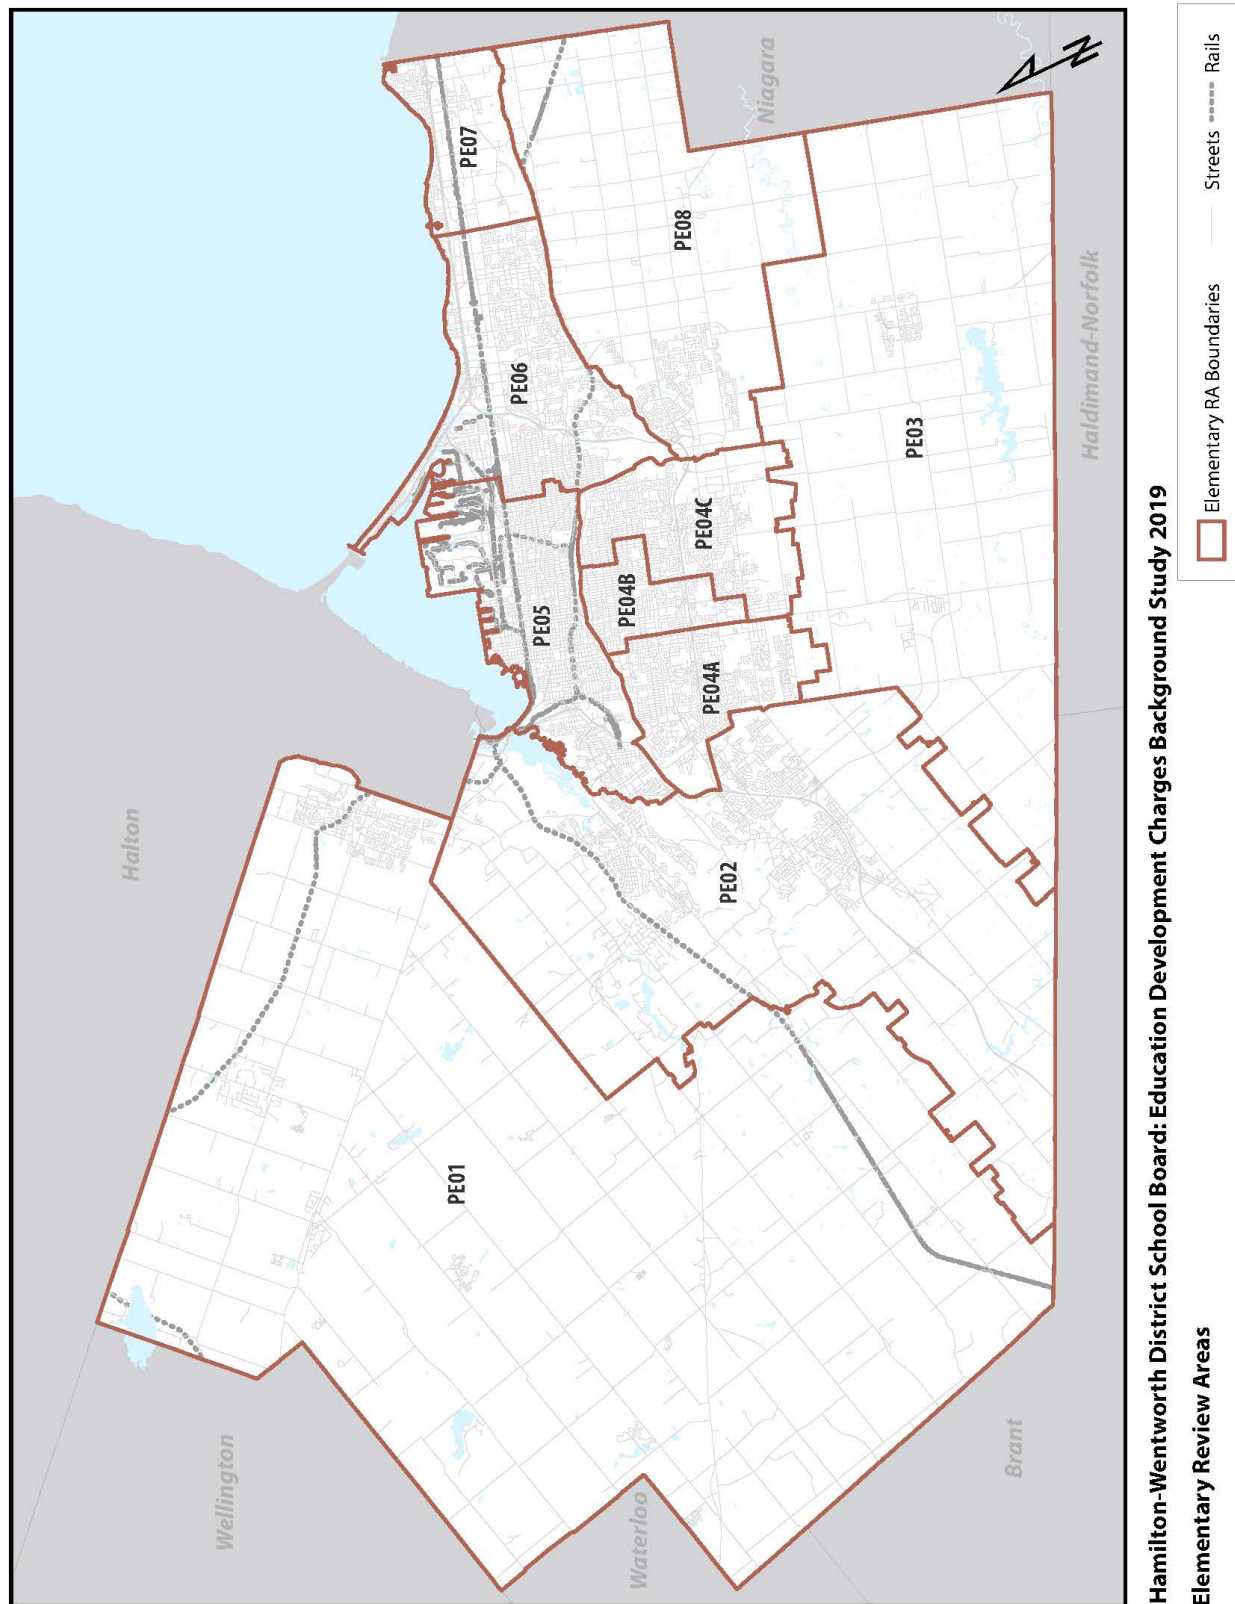 Halton
Wellington
Waterloo
Brant
Haldimand-Norfolk
Niagara
PE01
PE02
PE03
PE04A
PE04B
PE04C
PE05
PE06
PE07
PE08
N
Hamilton-Wentworth District School Board: Education Development Charges Background Study 2019
Elementary Review Areas
Elementary RA Boundaries
Streets
Rails